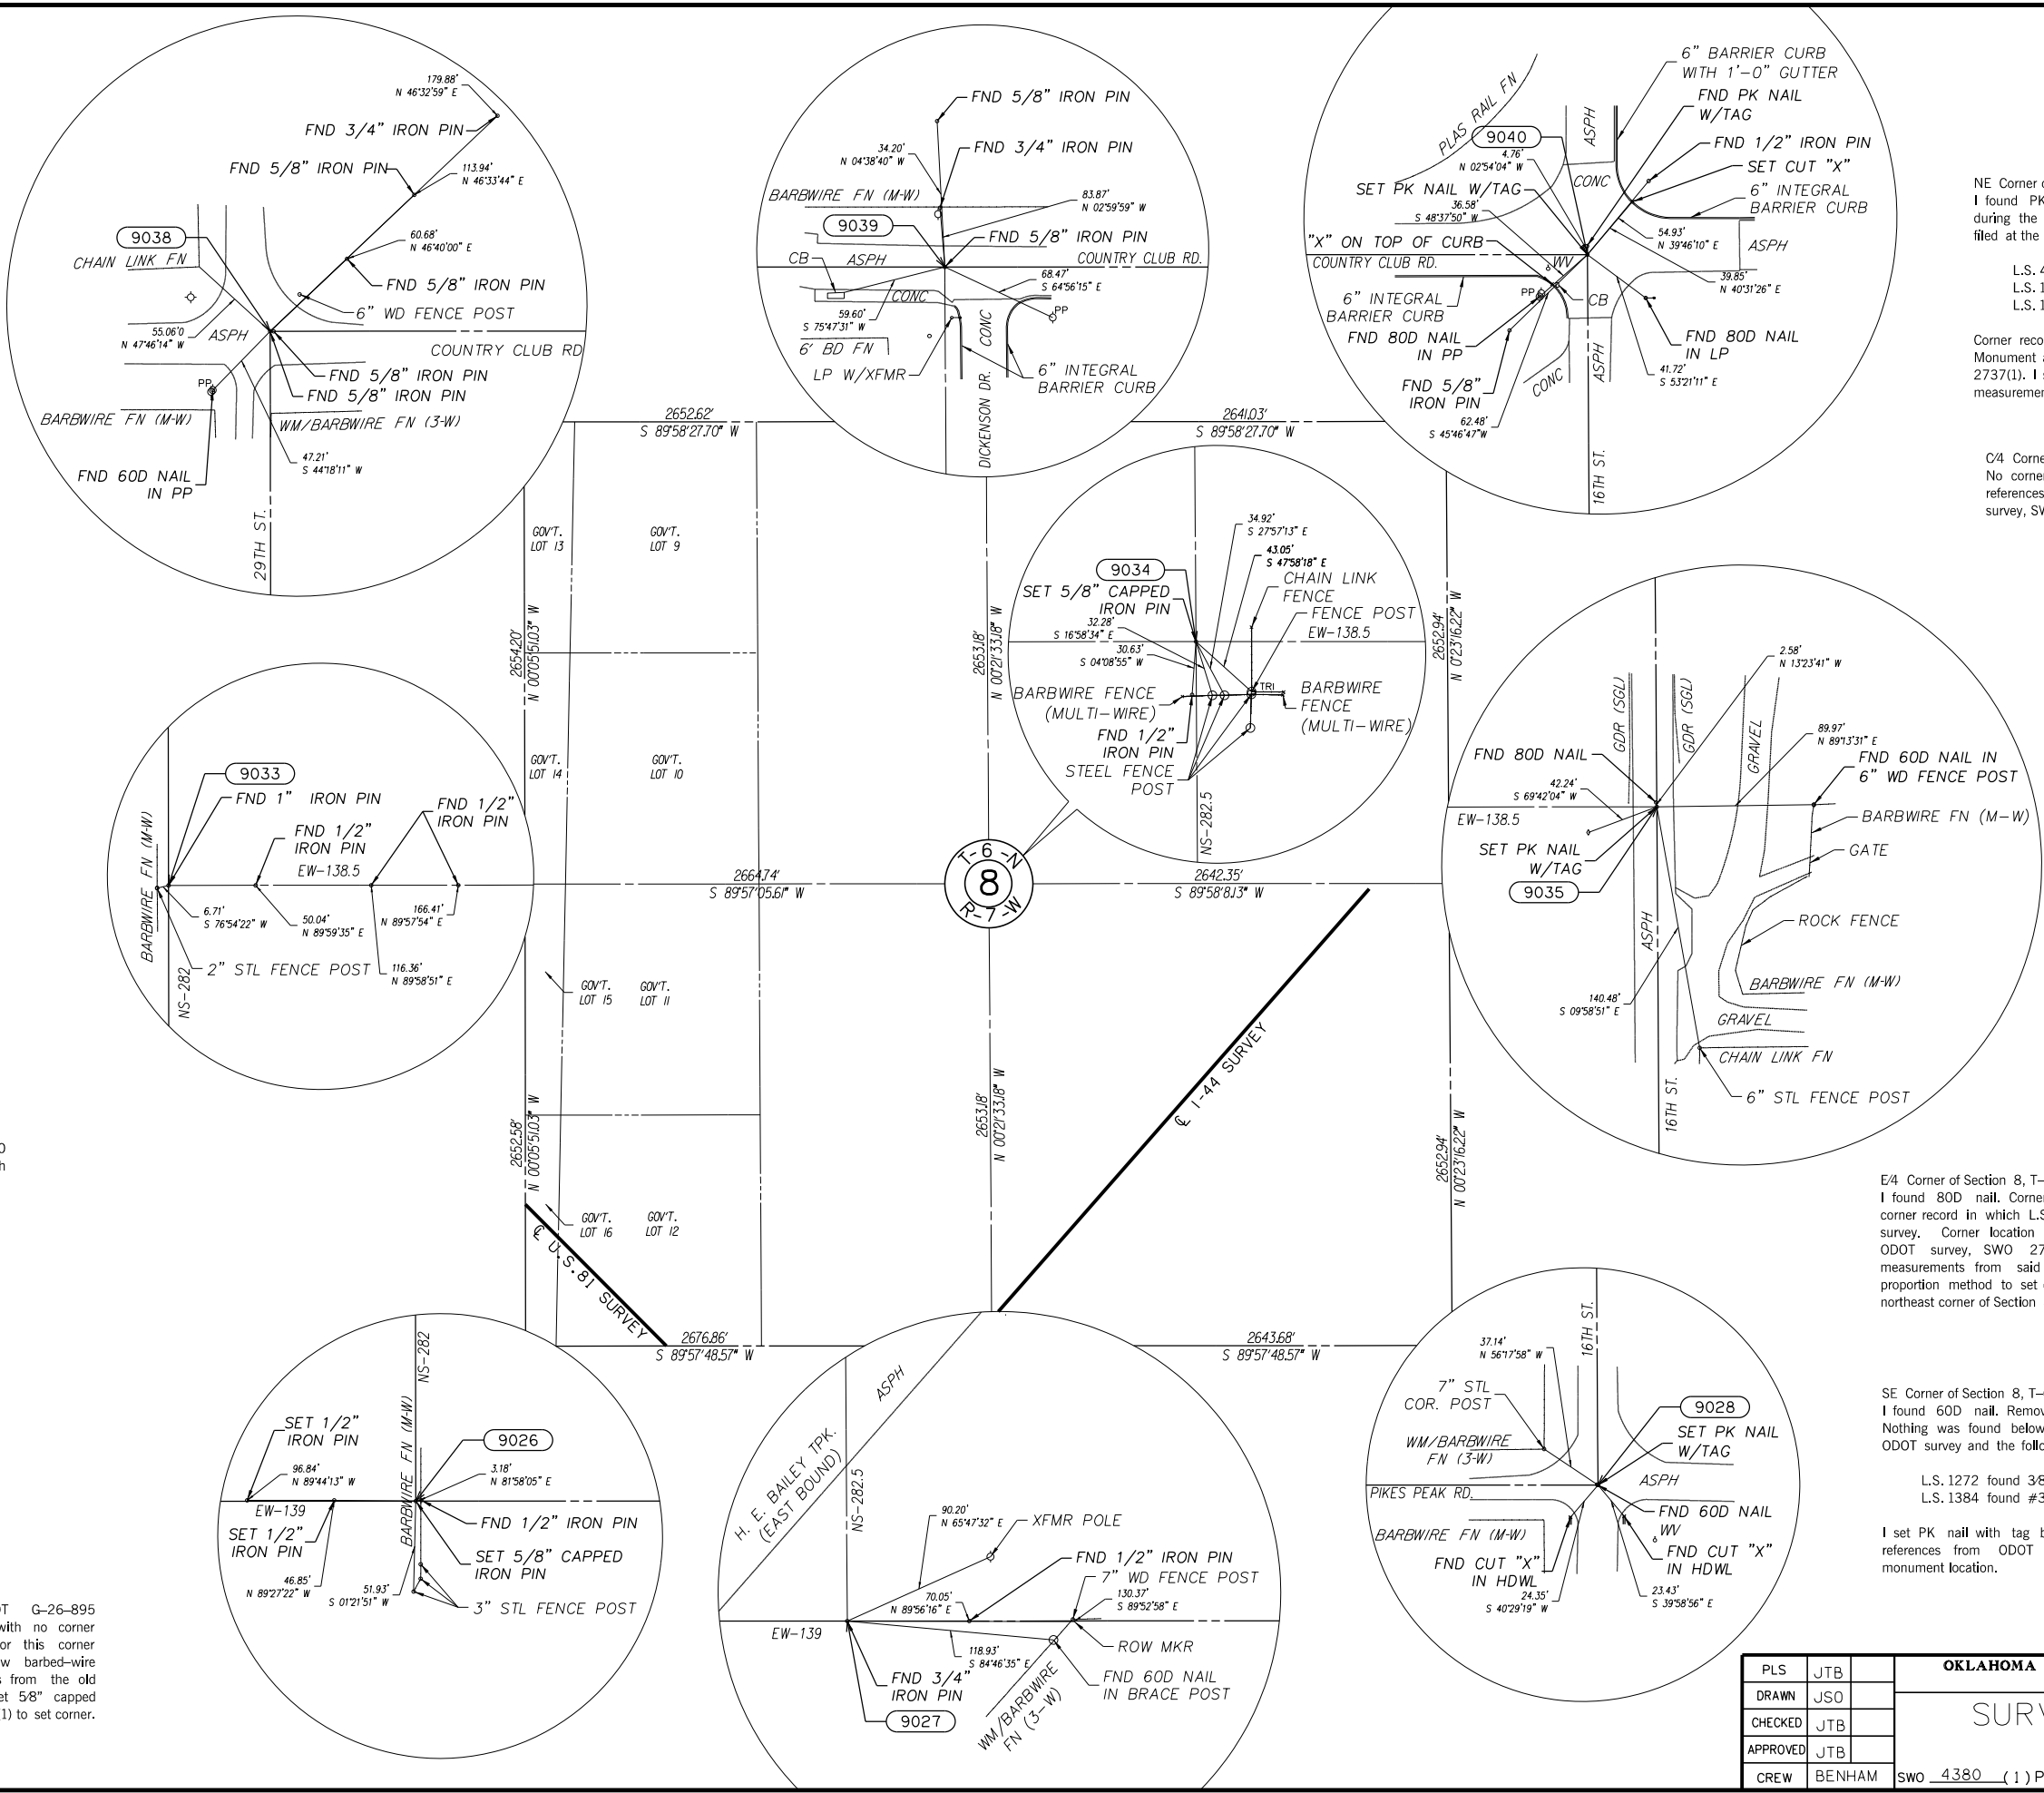 179.88'
N 46°32'59" E
FND 3/4" IRON PIN
FND 5/8" IRON PIN
113.94'
N 46°33'44" E
9038
60.68'
N 46°40'00" E
CHAIN LINK FN
FND 5/8" IRON PIN
6" WD FENCE POST
55.06'0
N 47°46'14" W
ASPH
COUNTRY CLUB RD
FND 5/8" IRON PIN
FND 5/8" IRON PIN
PP
BARBWIRE FN (M-W)
WM/BARBWIRE FN (3-W)
47.21'
S 44°18'11" W
FND 60D NAIL
IN PP
29TH ST.
FND 5/8" IRON PIN
34.20'
N 04°38'40" W
FND 3/4" IRON PIN
BARBWIRE FN (M-W)
83.87'
N 02°59'59" W
9039
FND 5/8" IRON PIN
CB
ASPH
COUNTRY CLUB RD.
68.47'
S 64°56'15" E
CONC
PP
59.60'
S 75°47'31" W
6' BD FN
CONC
LP W/XFMR
6" INTEGRAL
BARRIER CURB
DICKENSON DR.
6" BARRIER CURB
WITH 1'-0" GUTTER
PLAS RAIL FN
ASPH
FND PK NAIL
W/TAG
9040
4.76'
N 02°54'04" W
FND 1/2" IRON PIN
CONC
SET CUT "X"
SET PK NAIL W/TAG
6" INTEGRAL
BARRIER CURB
36.58'
S 48°37'50" W
54.93'
N 39°46'10" E
"X" ON TOP OF CURB
ASPH
COUNTRY CLUB RD.
WV
39.85'
N 40°31'26" E
6" INTEGRAL
BARRIER CURB
PP
CB
FND 80D NAIL
IN PP
FND 80D NAIL
IN LP
ASPH
41.72'
S 53°21'11" E
CONC
FND 5/8"
IRON PIN
62.48'
S 45°46'47"W
16TH ST.
NE Corner
I found PK
during the
filed at the
L.S. 4
L.S. 1
L.S. 1
Corner reco
Monument
2737(1). I
measuremen
C/4 Corne
No corner
references
survey, SV
2652.62'
S 89°58'27.70" W
2641.03'
S 89°58'27.70" W
GOV'T.
LOT 13
GOV'T.
LOT 9
2654.20'
N 00°05'51.03" W
2653.18'
N 00°21'33.18" W
2652.94'
N 0°23'16.22" W
34.92'
S 27°57'13" E
43.05'
S 47°58'18" E
9034
CHAIN LINK
FENCE
SET 5/8" CAPPED
IRON PIN
FENCE POST
32.28'
S 16°58'34" E
EW-138.5
30.63'
S 04°08'55" W
TRI
BARBWIRE FENCE
(MULTI-WIRE)
BARBWIRE
FENCE
(MULTI-WIRE)
FND 1/2"
IRON PIN
STEEL FENCE
POST
NS-282.5
GOV'T.
LOT 14
GOV'T.
LOT 10
9033
FND 1" IRON PIN
FND 1/2"
IRON PIN
FND 1/2"
IRON PIN
EW-138.5
BARBWIRE FN (M-W)
6.71'
S 76°54'22" W
50.04'
N 89°59'35" E
166.41'
N 89°57'54" E
2" STL FENCE POST
116.36'
N 89°58'51" E
NS-282
2664.74'
S 89°57'05.61" W
T-6-N
8
R-7-W
2642.35'
S 89°58'8.13" W
2.58'
N 13°23'41" W
GDR (SGL)
GDR (SGL)
GRAVEL
89.97'
N 89°13'31" E
FND 80D NAIL
FND 60D NAIL IN
6" WD FENCE POST
42.24'
S 69°42'04" W
EW-138.5
BARBWIRE FN (M-W)
SET PK NAIL
W/TAG
GATE
9035
ASPH
ROCK FENCE
BARBWIRE FN (M-W)
140.48'
S 09°58'51" E
GRAVEL
CHAIN LINK FN
6" STL FENCE POST
16TH ST.
GOV'T.
LOT 15
GOV'T.
LOT 11
2652.58'
N 00°05'51.03" W
2653.18'
N 00°21'33.18" W
2652.94'
N 00°23'16.22" W
℄ I-44 SURVEY
GOV'T.
LOT 16
GOV'T.
LOT 12
℄ U.S.81 SURVEY
0
h
E/4 Corner of Section 8, T-
I found 80D nail. Corner
corner record in which L.S
survey. Corner location
ODOT survey, SWO 27
measurements from said
proportion method to set
northeast corner of Section
2676.86'
S 89°57'48.57" W
2643.68'
S 89°57'48.57" W
NS-282
SET 1/2"
IRON PIN
9026
96.84'
N 89°44'13" W
3.18'
N 81°58'05" E
EW-139
BARBWIRE FN (M-W)
FND 1/2" IRON PIN
SET 1/2"
IRON PIN
SET 5/8" CAPPED
IRON PIN
46.85'
N 89°27'22" W
51.93'
S 01°21'51" W
3" STL FENCE POST
ASPH
H. E. BAILEY TPK.
(EAST BOUND)
NS-282.5
90.20'
N 65°47'32" E
XFMR POLE
FND 1/2" IRON PIN
7" WD FENCE POST
70.05'
N 89°56'16" E
130.37'
S 89°52'58" E
EW-139
118.93'
S 84°46'35" E
ROW MKR
FND 3/4"
IRON PIN
FND 60D NAIL
IN BRACE POST
9027
WM/BARBWIRE
FN (3-W)
16TH ST.
37.14'
N 56°17'58" W
7" STL
COR. POST
9028
SET PK NAIL
W/TAG
WM/BARBWIRE
FN (3-W)
ASPH
PIKES PEAK RD.
FND 60D NAIL
BARBWIRE FN (M-W)
WV
FND CUT "X"
IN HDWL
FND CUT "X"
IN HDWL
24.35'
S 40°29'19" W
23.43'
S 39°58'56" E
SE Corner of Section 8, T-
I found 60D nail. Remov
Nothing was found below
ODOT survey and the follo
L.S. 1272 found 3/8
L.S. 1384 found #3
I set PK nail with tag b
references from ODOT
monument location.
T G-26-895
with no corner
or this corner
w barbed-wire
s from the old
et 5/8" capped
1) to set corner.
PLS JTB
DRAWN JSO
CHECKED JTB
APPROVED JTB
CREW BENHAM
OKLAHOMA
SURV
SWO 4380 (1) P